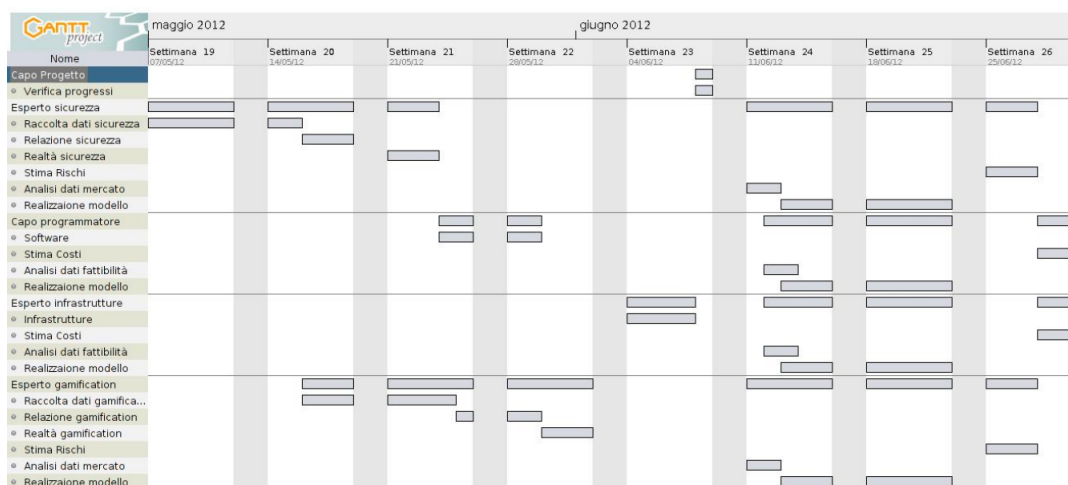 GANTT
project
maggio 2012
giugno 2012
Nome
Settimana 19
07/05/12
Settimana 20
14/05/12
Settimana 21
21/05/12
Settimana 22
28/05/12
Settimana 23
04/06/12
Settimana 24
11/06/12
Settimana 25
18/06/12
Settimana 26
25/06/12
Capo Progetto
Verifica progressi
Esperto sicurezza
Raccolta dati sicurezza
Relazione sicurezza
Realtà sicurezza
Stima Rischi
Analisi dati mercato
Realizzaione modello
Capo programmatore
Software
Stima Costi
Analisi dati fattibilità
Realizzaione modello
Esperto infrastrutture
Infrastrutture
Stima Costi
Analisi dati fattibilità
Realizzaione modello
Esperto gamification
Raccolta dati gamifica...
Relazione gamification
Realtà gamification
Stima Rischi
Analisi dati mercato
Realizzaione modello